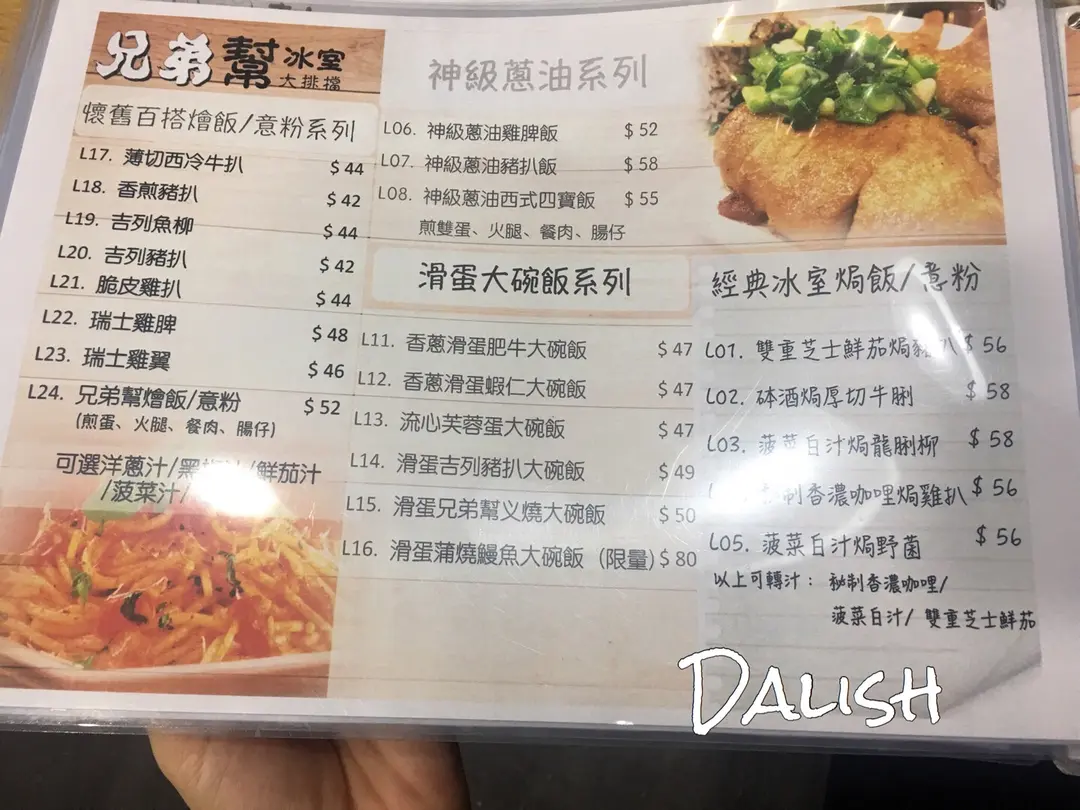 兄弟幫冰室
大排擋
懷舊百搭燴飯/意粉系列
L17. 薄切西冷牛扒 $44
L18. 香煎豬扒 $42
L19. 吉列魚柳 $44
L20. 吉列豬扒 $42
L21. 脆皮雞扒 $44
L22. 瑞士雞脾 $48
L23. 瑞士雞翼 $46
L24. 兄弟幫燴飯/意粉 $52
(煎蛋、火腿、餐肉、腸仔)
可選洋蔥汁/黑椒汁/鮮茄汁
/菠菜汁/
神級蔥油系列
L06. 神級蔥油雞脾飯 $52
L07. 神級蔥油豬扒飯 $58
L08. 神級蔥油西式四寶飯 $55
煎雙蛋、火腿、餐肉、腸仔
滑蛋大碗飯系列
L11. 香蔥滑蛋肥牛大碗飯 $47
L12. 香蔥滑蛋蝦仁大碗飯 $47
L13. 流心芙蓉蛋大碗飯 $47
L14. 滑蛋吉列豬扒大碗飯 $49
L15. 滑蛋兄弟幫义燒大碗飯 $50
L16. 滑蛋蒲燒鰻魚大碗飯 (限量) $80
經典冰室焗飯/意粉
L01. 雙重芝士鮮茄焗豬扒 $56
L02. 砵酒焗厚切牛脷 $58
L03. 菠菜白汁焗龍脷柳 $58
制香濃咖哩焗雞扒 $56
L05. 菠菜白汁焗野菌 $56
以上可轉汁： 秘制香濃咖哩/
菠菜白汁/ 雙重芝士鮮茄
DALISH